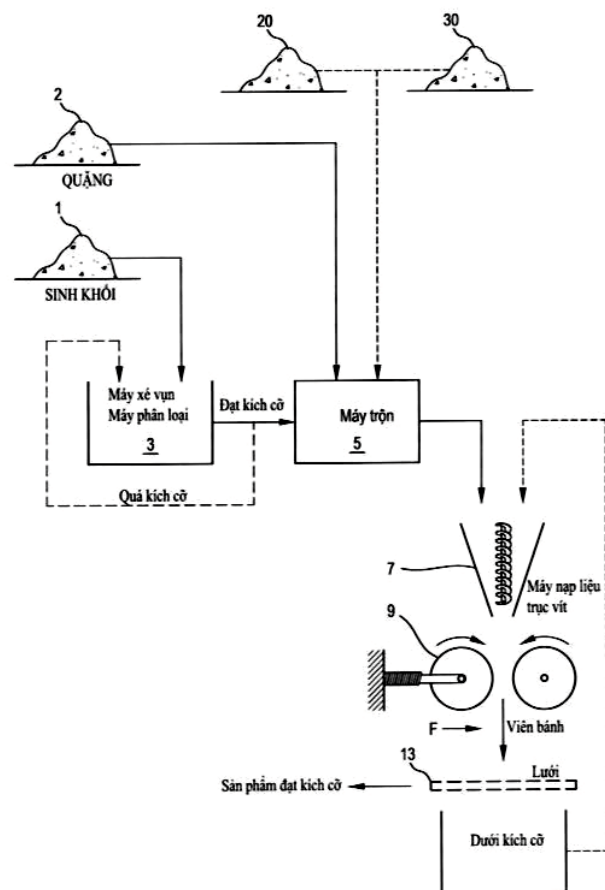 20
30
2
QUẶNG
1
SINH KHỐI
Máy xé vụn
Máy phân loại
3
Đạt kích cỡ
Máy trộn
5
Quá kích cỡ
7
Máy nạp liệu
trục vít
9
F
Viên bánh
13
Lưới
Sản phẩm đạt kích cỡ
Dưới kích cỡ